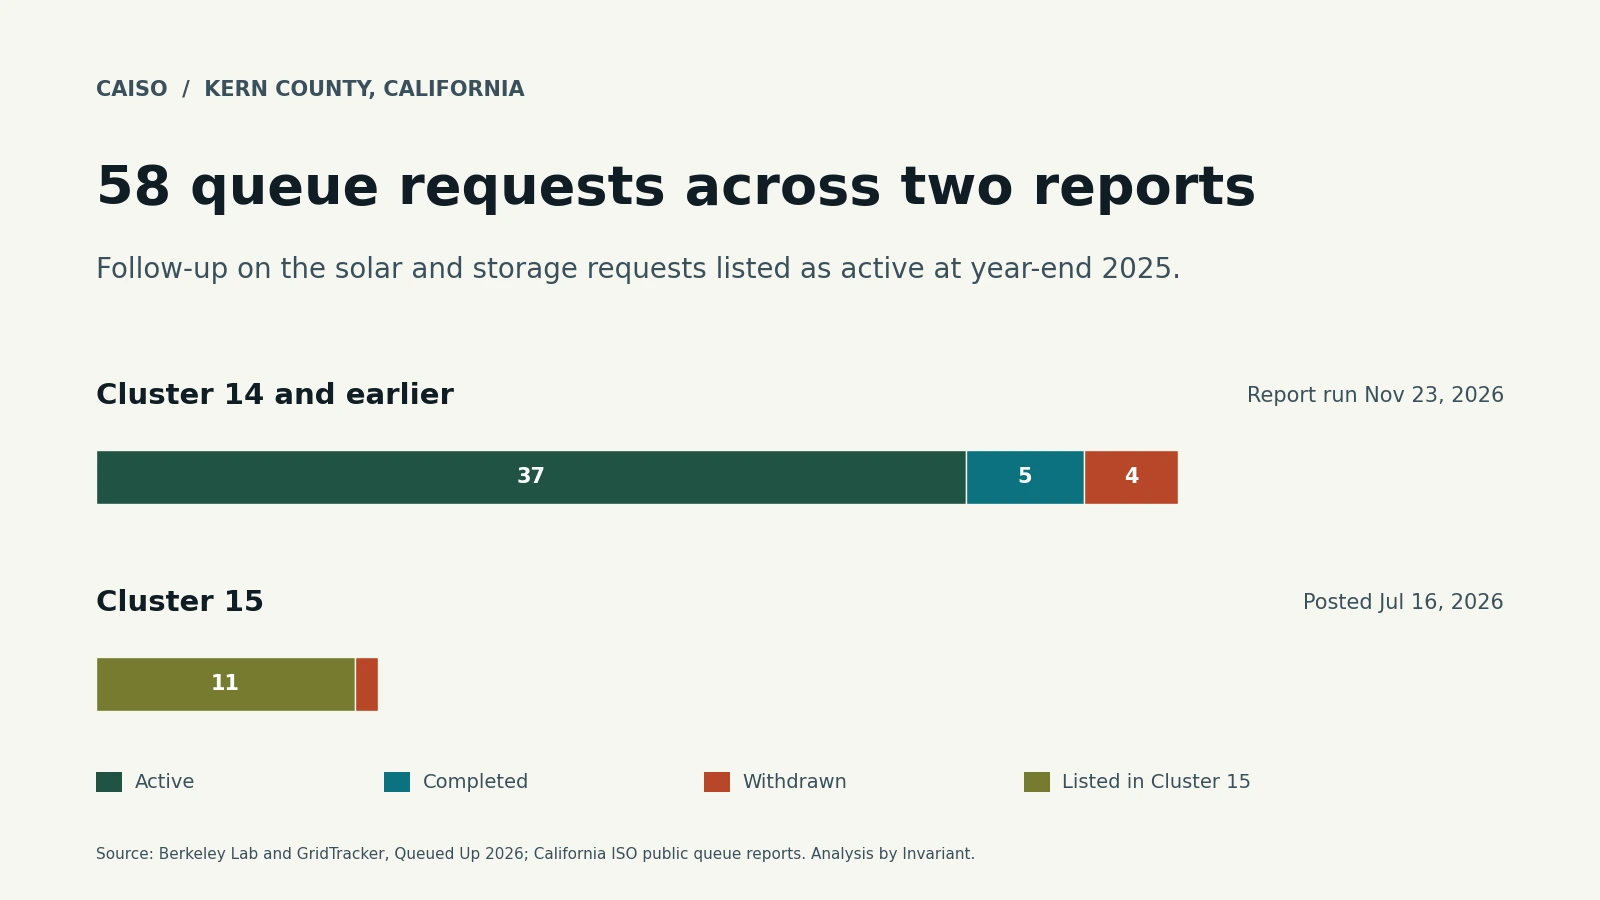 CAISO / KERN COUNTY, CALIFORNIA
58 queue requests across two reports
Follow-up on the solar and storage requests listed as active at year-end 2025.
Cluster 14 and earlier
Report run Nov 23, 2026
37 5 4
Cluster 15
Posted Jul 16, 2026
11
Active Completed Withdrawn Listed in Cluster 15
Source: Berkeley Lab and GridTracker, Queued Up 2026; California ISO public queue reports. Analysis by Invariant.